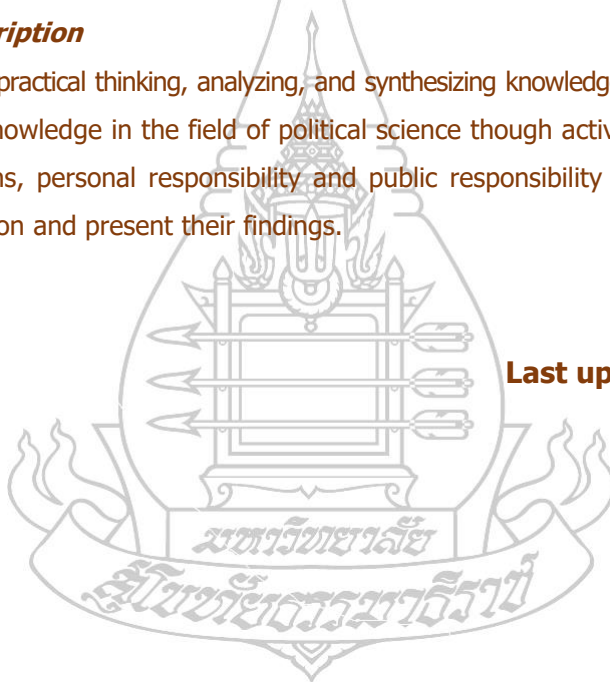 ription
practical thinking, analyzing, and synthesizing knowledg
nowledge in the field of political science though activ
ns, personal responsibility and public responsibility
ion and present their findings.
Last up
มหาวิทยาลัย
สุโขทัยธรรมาธิราช